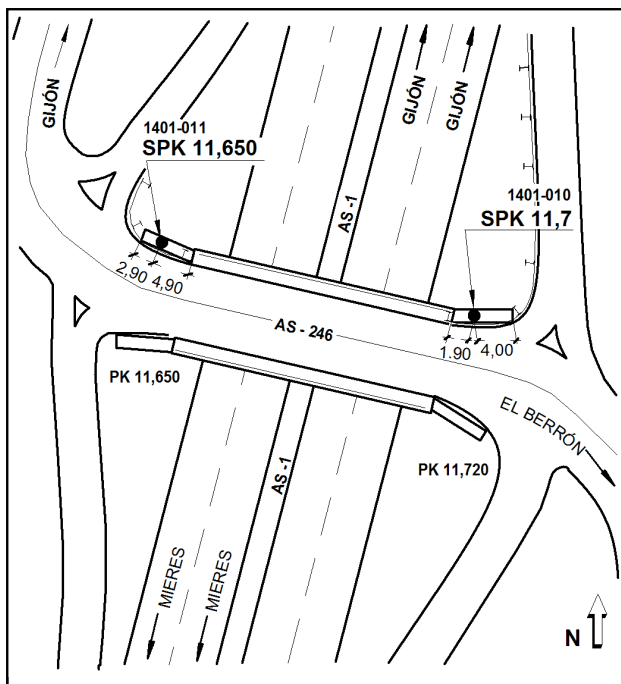 GIJÓN
GIJÓN
GIJÓN
1401-011
SPK 11,650
1401-010
SPK 11,7
AS -1
2,90
4,90
1.90
4,00
AS - 246
PK 11,650
EL BERRÓN
AS -1
PK 11,720
MIERES
MIERES
N